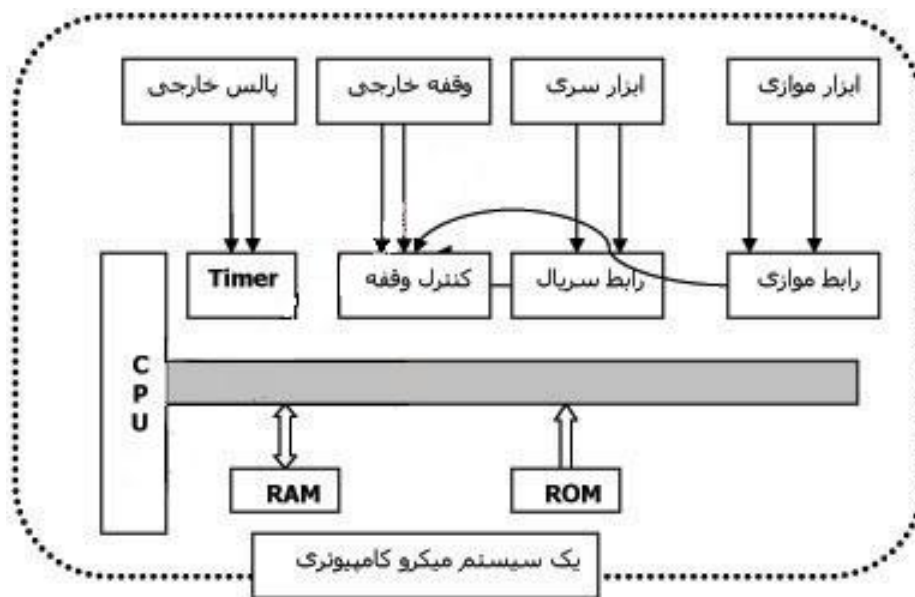 پالس خارجی
وقفه خارجی
ابزار سری
ابزار موازی
Timer
کنترل وقفه
رابط سریال
رابط موازی
CPU
RAM
ROM
یک سیستم میکرو کامپیوتری